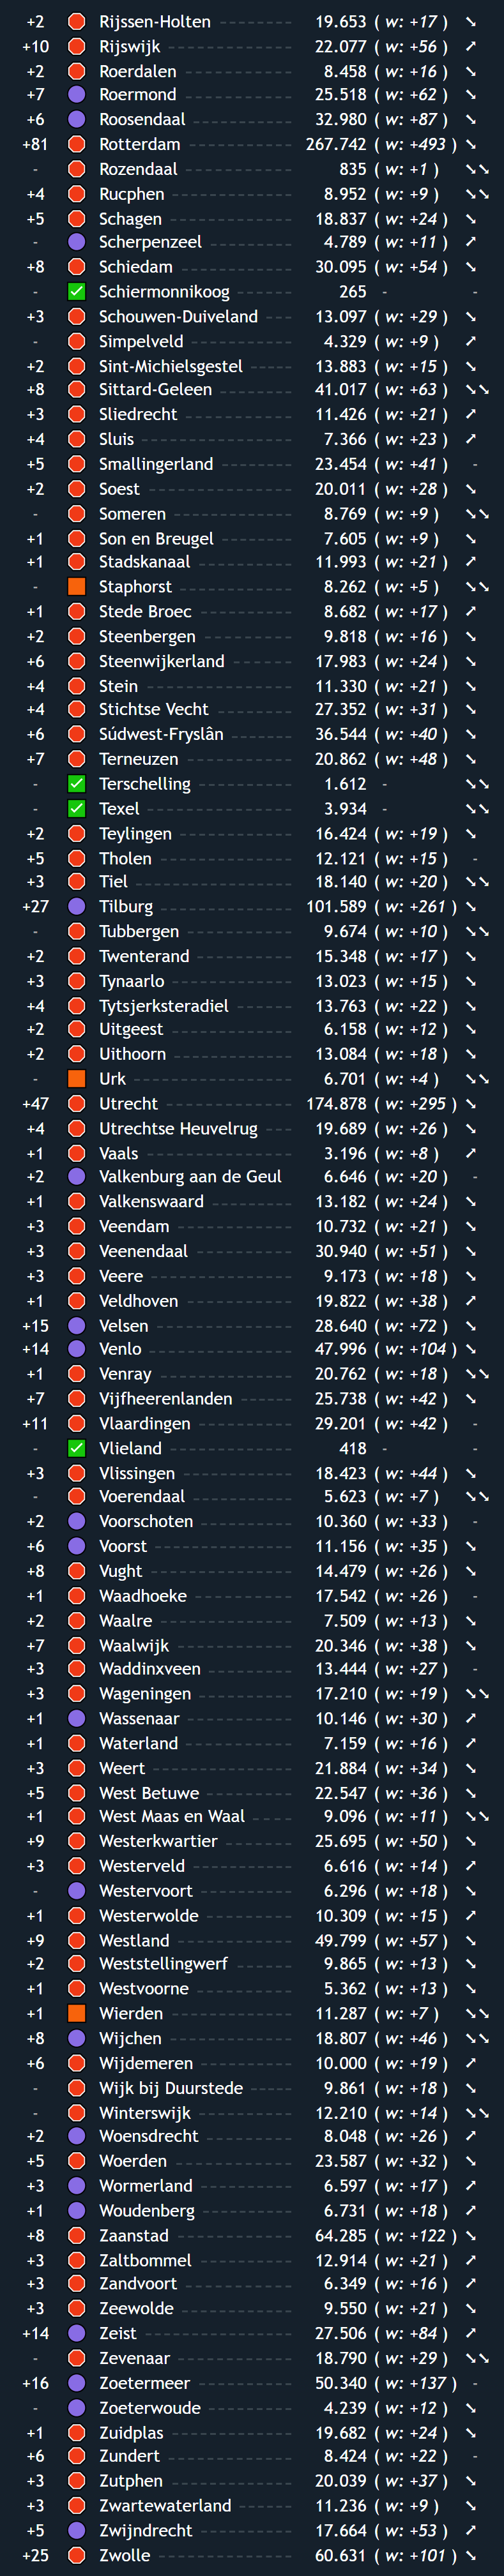 +2 Rijssen-Holten 19.653 ( w: +17 ) ↘
+10 Rijswijk 22.077 ( w: +56 ) ↗
+2 Roerdalen 8.458 ( w: +16 ) ↘
+7 Roermond 25.518 ( w: +62 ) ↘
+6 Roosendaal 32.980 ( w: +87 ) ↘
+81 Rotterdam 267.742 ( w: +493 ) ↘
- Rozendaal 835 ( w: +1 ) ↘↘
+4 Rucphen 8.952 ( w: +9 ) ↘↘
+5 Schagen 18.837 ( w: +24 ) ↘
- Scherpenzeel 4.789 ( w: +11 ) ↗
+8 Schiedam 30.095 ( w: +54 ) ↘
- Schiermonnikoog 265 - -
+3 Schouwen-Duiveland 13.097 ( w: +29 ) ↘
- Simpelveld 4.329 ( w: +9 ) ↗
+2 Sint-Michielsgestel 13.883 ( w: +15 ) ↘
+8 Sittard-Geleen 41.017 ( w: +63 ) ↘↘
+3 Sliedrecht 11.426 ( w: +21 ) ↗
+4 Sluis 7.366 ( w: +23 ) ↗
+5 Smallingerland 23.454 ( w: +41 ) -
+2 Soest 20.011 ( w: +28 ) ↘
- Someren 8.769 ( w: +9 ) ↘↘
+1 Son en Breugel 7.605 ( w: +9 ) ↘
+1 Stadskanaal 11.993 ( w: +21 ) ↗
- Staphorst 8.262 ( w: +5 ) ↘↘
+1 Stede Broec 8.682 ( w: +17 ) ↗
+2 Steenbergen 9.818 ( w: +16 ) ↘
+6 Steenwijkerland 17.983 ( w: +24 ) ↘
+4 Stein 11.330 ( w: +21 ) ↘
+4 Stichtse Vecht 27.352 ( w: +31 ) ↘
+6 Súdwest-Fryslân 36.544 ( w: +40 ) ↘
+7 Terneuzen 20.862 ( w: +48 ) ↘
- Terschelling 1.612 - ↘↘
- Texel 3.934 - ↘↘
+2 Teylingen 16.424 ( w: +19 ) ↘
+5 Tholen 12.121 ( w: +15 ) -
+3 Tiel 18.140 ( w: +20 ) ↘↘
+27 Tilburg 101.589 ( w: +261 ) ↘
- Tubbergen 9.674 ( w: +10 ) ↘↘
+2 Twenterand 15.348 ( w: +17 ) ↘
+3 Tynaarlo 13.023 ( w: +15 ) ↘
+4 Tytsjerksteradiel 13.763 ( w: +22 ) ↘
+2 Uitgeest 6.158 ( w: +12 ) ↘
+2 Uithoorn 13.084 ( w: +18 ) ↘
- Urk 6.701 ( w: +4 ) ↘↘
+47 Utrecht 174.878 ( w: +295 ) ↘
+4 Utrechtse Heuvelrug 19.689 ( w: +26 ) ↘
+1 Vaals 3.196 ( w: +8 ) ↗
+2 Valkenburg aan de Geul 6.646 ( w: +20 ) -
+1 Valkenswaard 13.182 ( w: +24 ) ↘
+3 Veendam 10.732 ( w: +21 ) ↘
+3 Veenendaal 30.940 ( w: +51 ) ↘
+3 Veere 9.173 ( w: +18 ) ↘
+1 Veldhoven 19.822 ( w: +38 ) ↗
+15 Velsen 28.640 ( w: +72 ) ↘
+14 Venlo 47.996 ( w: +104 ) ↘
+1 Venray 20.762 ( w: +18 ) ↘↘
+7 Vijfheerenlanden 25.738 ( w: +42 ) ↘
+11 Vlaardingen 29.201 ( w: +42 ) -
- Vlieland 418 - -
+3 Vlissingen 18.423 ( w: +44 ) ↘
- Voerendaal 5.623 ( w: +7 ) ↘↘
+2 Voorschoten 10.360 ( w: +33 ) -
+6 Voorst 11.156 ( w: +35 ) ↘
+8 Vught 14.479 ( w: +26 ) ↘
+1 Waadhoeke 17.542 ( w: +26 ) -
+2 Waalre 7.509 ( w: +13 ) ↘
+7 Waalwijk 20.346 ( w: +38 ) ↘
+3 Waddinxveen 13.444 ( w: +27 ) -
+3 Wageningen 17.210 ( w: +19 ) ↘↘
+1 Wassenaar 10.146 ( w: +30 ) ↗
+1 Waterland 7.159 ( w: +16 ) ↗
+3 Weert 21.884 ( w: +34 ) ↘
+5 West Betuwe 22.547 ( w: +36 ) ↘
+1 West Maas en Waal 9.096 ( w: +11 ) ↘↘
+9 Westerkwartier 25.695 ( w: +50 ) ↘
+3 Westerveld 6.616 ( w: +14 ) ↗
- Westervoort 6.296 ( w: +18 ) ↘
+1 Westerwolde 10.309 ( w: +15 ) ↗
+9 Westland 49.799 ( w: +57 ) ↘
+2 Weststellingwerf 9.865 ( w: +13 ) ↘
+1 Westvoorne 5.362 ( w: +13 ) ↘
+1 Wierden 11.287 ( w: +7 ) ↘↘
+8 Wijchen 18.807 ( w: +46 ) ↘↘
+6 Wijdemeren 10.000 ( w: +19 ) ↗
- Wijk bij Duurstede 9.861 ( w: +18 ) ↘
- Winterswijk 12.210 ( w: +14 ) ↘↘
+2 Woensdrecht 8.048 ( w: +26 ) ↗
+5 Woerden 23.587 ( w: +32 ) ↘
+3 Wormerland 6.597 ( w: +17 ) ↗
+1 Woudenberg 6.731 ( w: +18 ) ↗
+8 Zaanstad 64.285 ( w: +122 ) ↘
+3 Zaltbommel 12.914 ( w: +21 ) ↗
+3 Zandvoort 6.349 ( w: +16 ) ↗
+3 Zeewolde 9.550 ( w: +21 ) ↘
+14 Zeist 27.506 ( w: +84 ) ↗
- Zevenaar 18.790 ( w: +29 ) ↘↘
+16 Zoetermeer 50.340 ( w: +137 ) -
- Zoeterwoude 4.239 ( w: +12 ) ↘
+1 Zuidplas 19.682 ( w: +24 ) ↘
+6 Zundert 8.424 ( w: +22 ) -
+3 Zutphen 20.039 ( w: +37 ) ↘
+3 Zwartewaterland 11.236 ( w: +9 ) ↘
+5 Zwijndrecht 17.664 ( w: +53 ) ↗
+25 Zwolle 60.631 ( w: +101 ) ↘